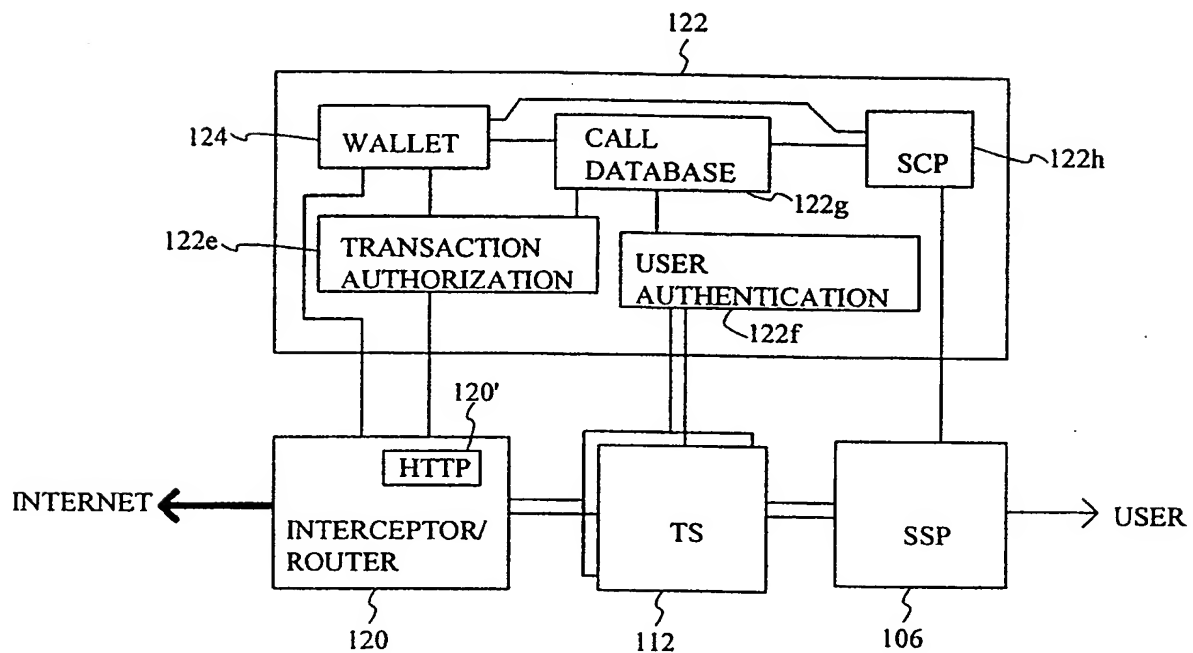 122
124
WALLET
CALL
DATABASE
SCP
122h
122g
122e
TRANSACTION
AUTHORIZATION
USER
AUTHENTICATION
122f
120'
HTTP
INTERNET
INTERCEPTOR/
ROUTER
TS
SSP
USER
120
112
106